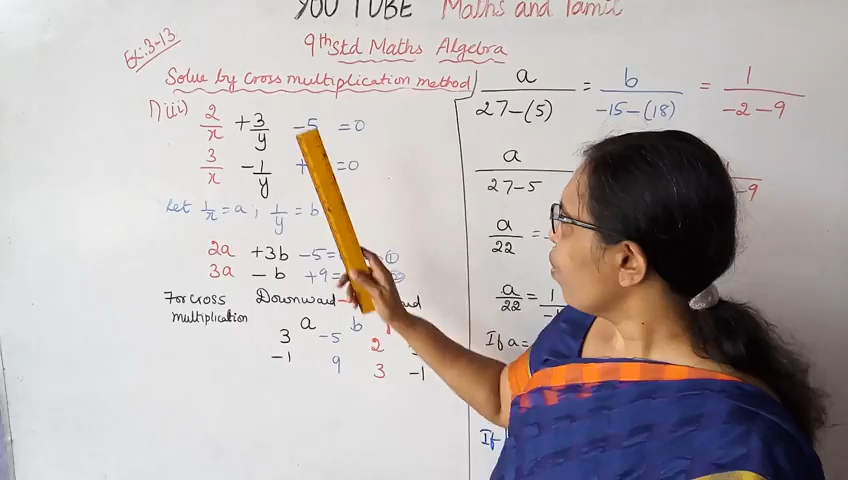 YOU TUBE Maths and Tamil
Ex:3-13
9th Std Maths Algebra
Solve by Cross multiplication method
1) iii) 2/x + 3/y - 5 = 0
3/x - 1/y + = 0
Let 1/x = a ; 1/y = b
2a + 3b - 5 = ①
3a - b + 9 =
For cross multiplication
Downward
a b
3 -5 2
-1 9 3 -1
a/27-(5) = b/-15-(18) = 1/-2-9
a/27-5
-9
a/22 =
a/22 = 1/
If a =
If